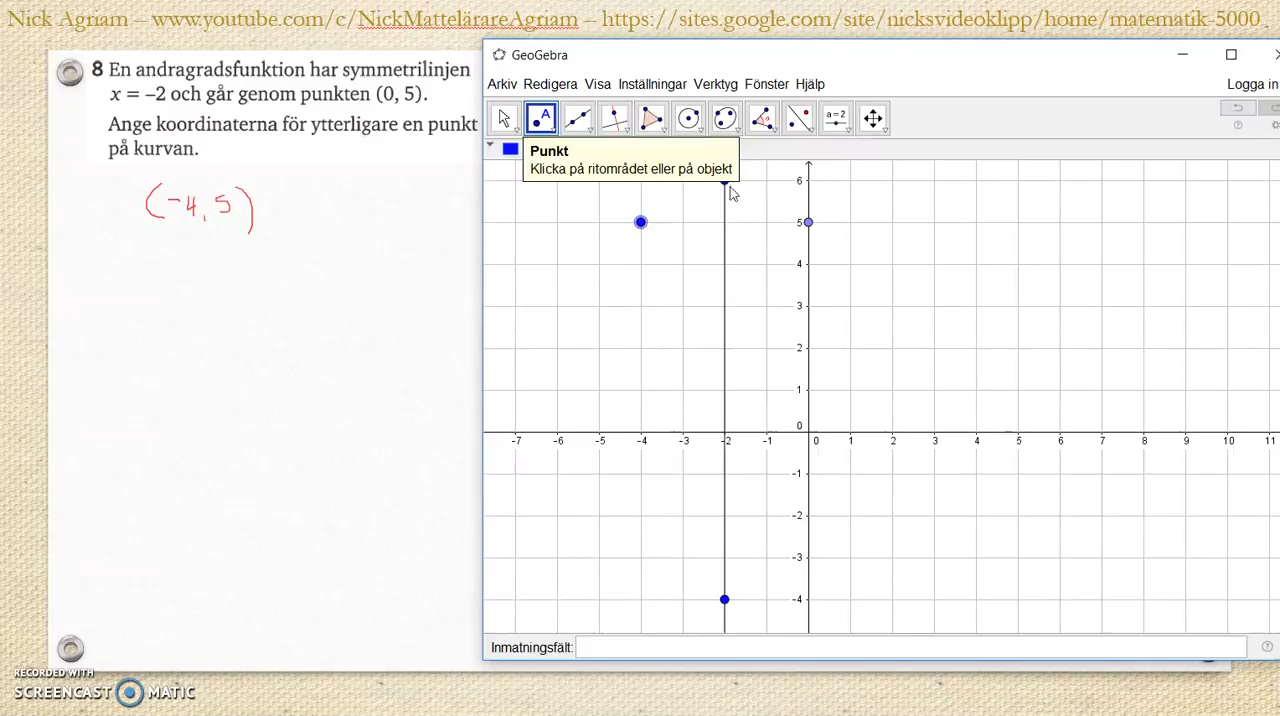 Nick Agriam – www.youtube.com/c/NickMattelärareAgriam – https://sites.google.com/site/nicksvideoklipp/home/matematik-5000
8 En andragradsfunktion har symmetrilinjen
x = –2 och går genom punkten (0, 5).
Ange koordinaterna för ytterligare en punkt
på kurvan.
(-4, 5)
GeoGebra
Arkiv Redigera Visa Inställningar Verktyg Fönster Hjälp
Logga in
A
a=2
Punkt
Klicka på ritområdet eller på objekt
6
5
4
3
2
1
0
-7 -6 -5 -4 -3 -2 -1 0 1 2 3 4 5 6 7 8 9 10 11
-1
-2
-3
-4
Inmatningsfält:
RECORDED WITH
SCREENCAST MATIC